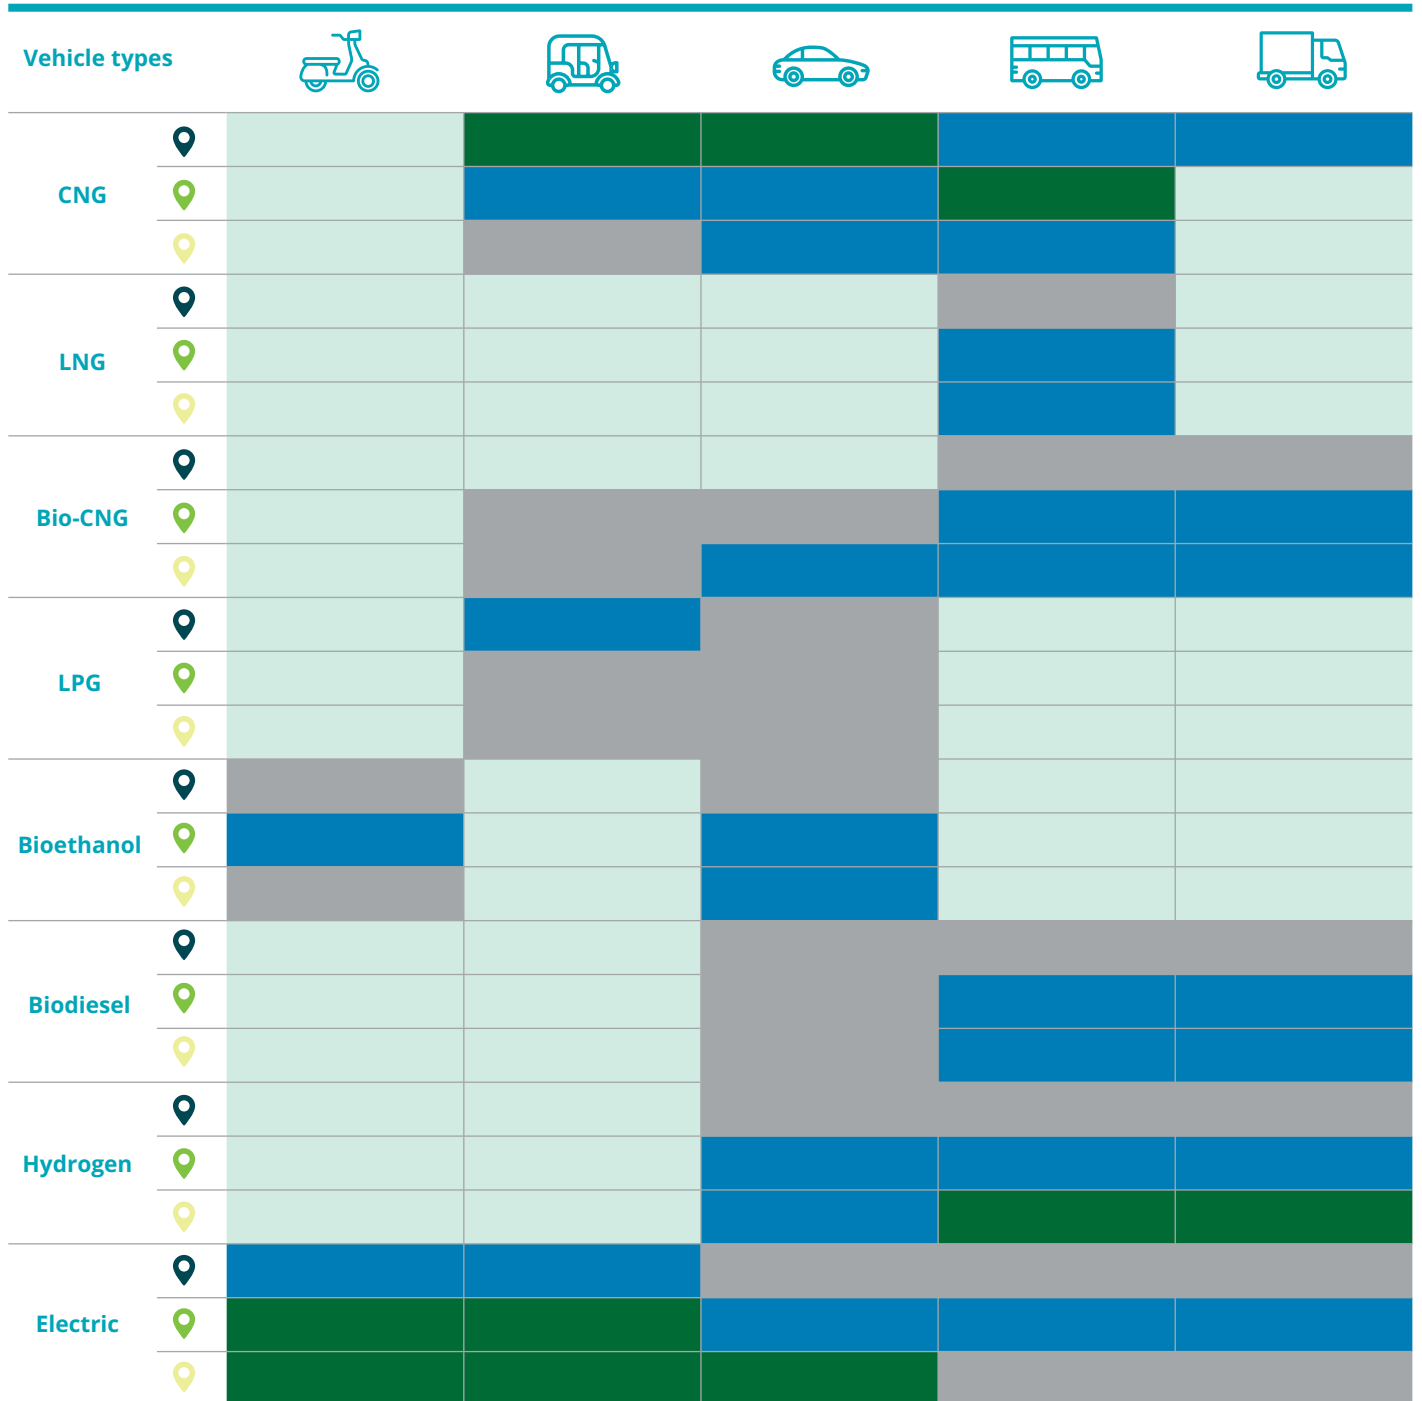 Vehicle types
CNG
LNG
Bio-CNG
LPG
Bioethanol
Biodiesel
Hydrogen
Electric